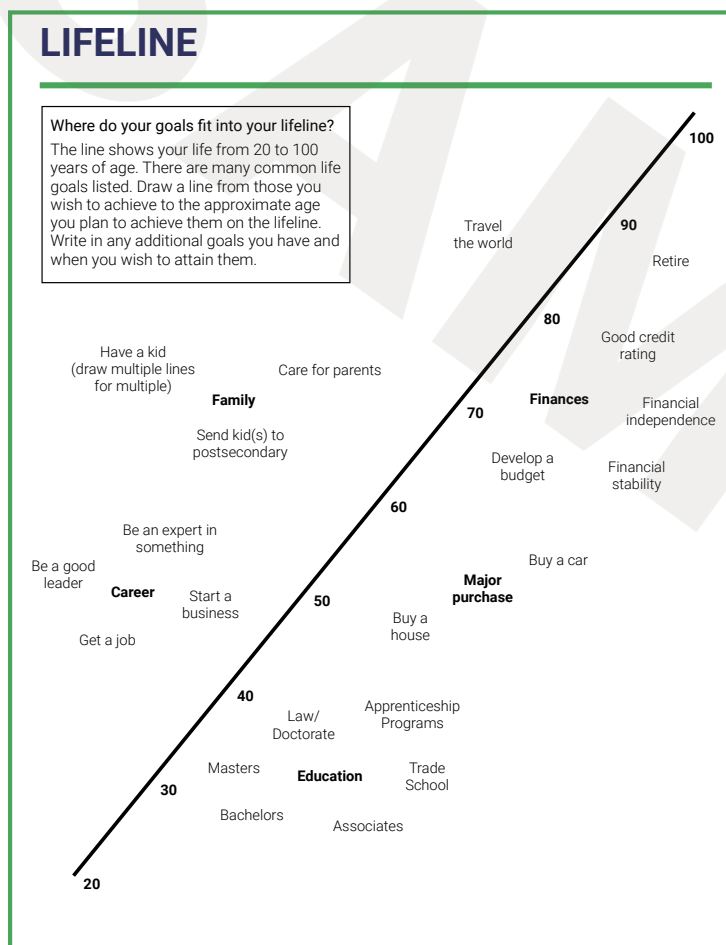 LIFELINE
Where do your goals fit into your lifeline?
The line shows your life from 20 to 100
years of age. There are many common life
goals listed. Draw a line from those you
wish to achieve to the approximate age
you plan to achieve them on the lifeline.
Write in any additional goals you have and
when you wish to attain them.
100
90
Travel
the world
Retire
80
Good credit
rating
Have a kid
(draw multiple lines
for multiple)
Care for parents
Family
Send kid(s) to
postsecondary
70
Finances
Financial
independence
Develop a
budget
Financial
stability
60
Be an expert in
something
Be a good
leader
Career
Start a
business
Get a job
50
Buy a car
Major
purchase
Buy a
house
40
Law/
Doctorate
Apprenticeship
Programs
Masters
Education
Trade
School
30
Bachelors
Associates
20